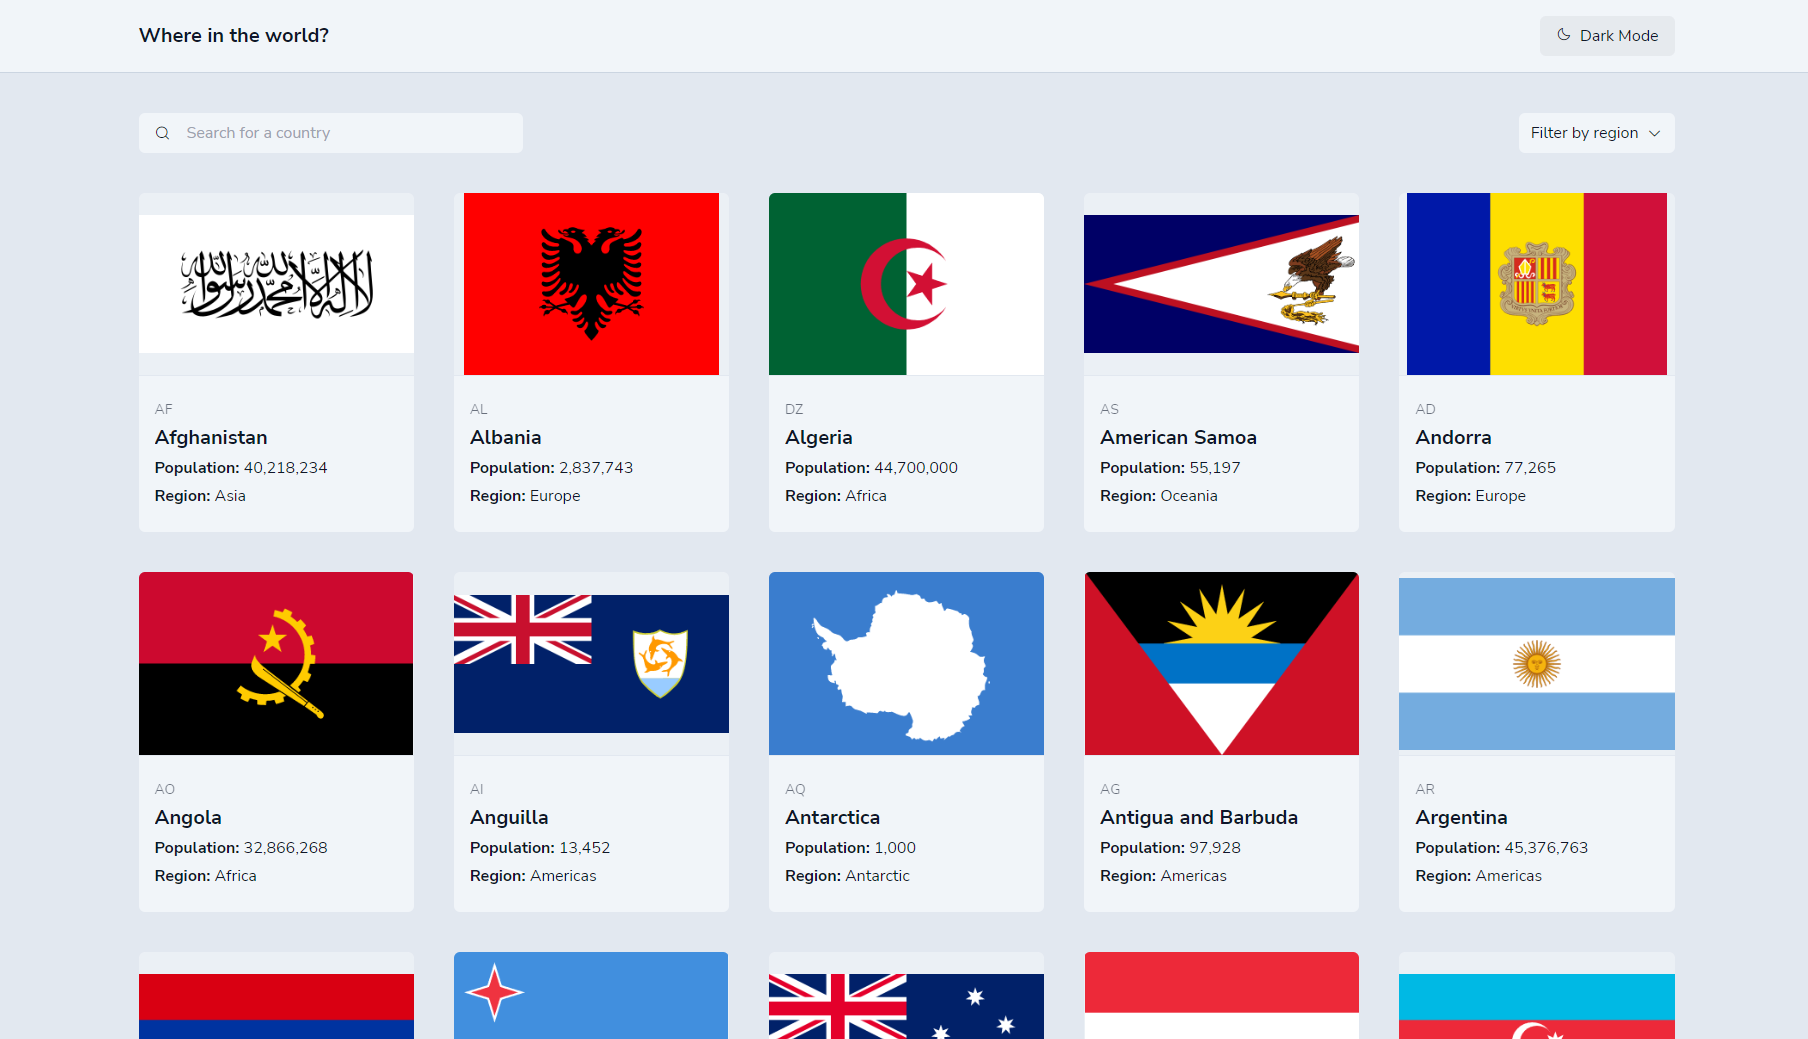 Where in the world?
Dark Mode
Search for a country
Filter by region
لا إله إلا الله محمد رسول الله
AF
Afghanistan
Population: 40,218,234
Region: Asia
AL
Albania
Population: 2,837,743
Region: Europe
DZ
Algeria
Population: 44,700,000
Region: Africa
AS
American Samoa
Population: 55,197
Region: Oceania
AD
Andorra
Population: 77,265
Region: Europe
AO
Angola
Population: 32,866,268
Region: Africa
AI
Anguilla
Population: 13,452
Region: Americas
AQ
Antarctica
Population: 1,000
Region: Antarctic
AG
Antigua and Barbuda
Population: 97,928
Region: Americas
AR
Argentina
Population: 45,376,763
Region: Americas